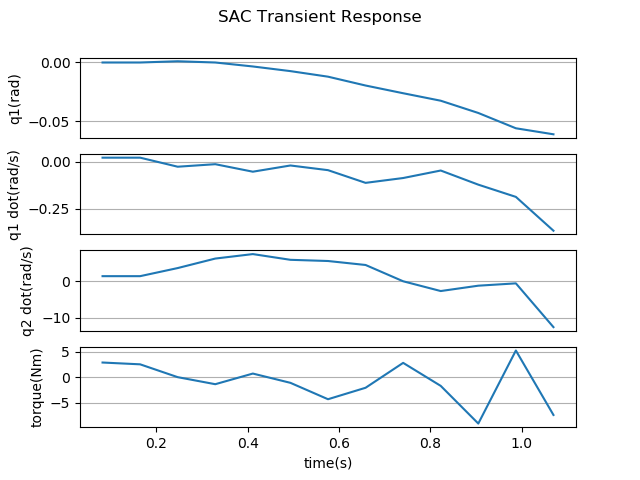 SAC Transient Response
q1(rad)
0.00
−0.05
q1 dot(rad/s)
0.00
−0.25
q2 dot(rad/s)
0
−10
torque(Nm)
5
0
−5
0.2 0.4 0.6 0.8 1.0
time(s)